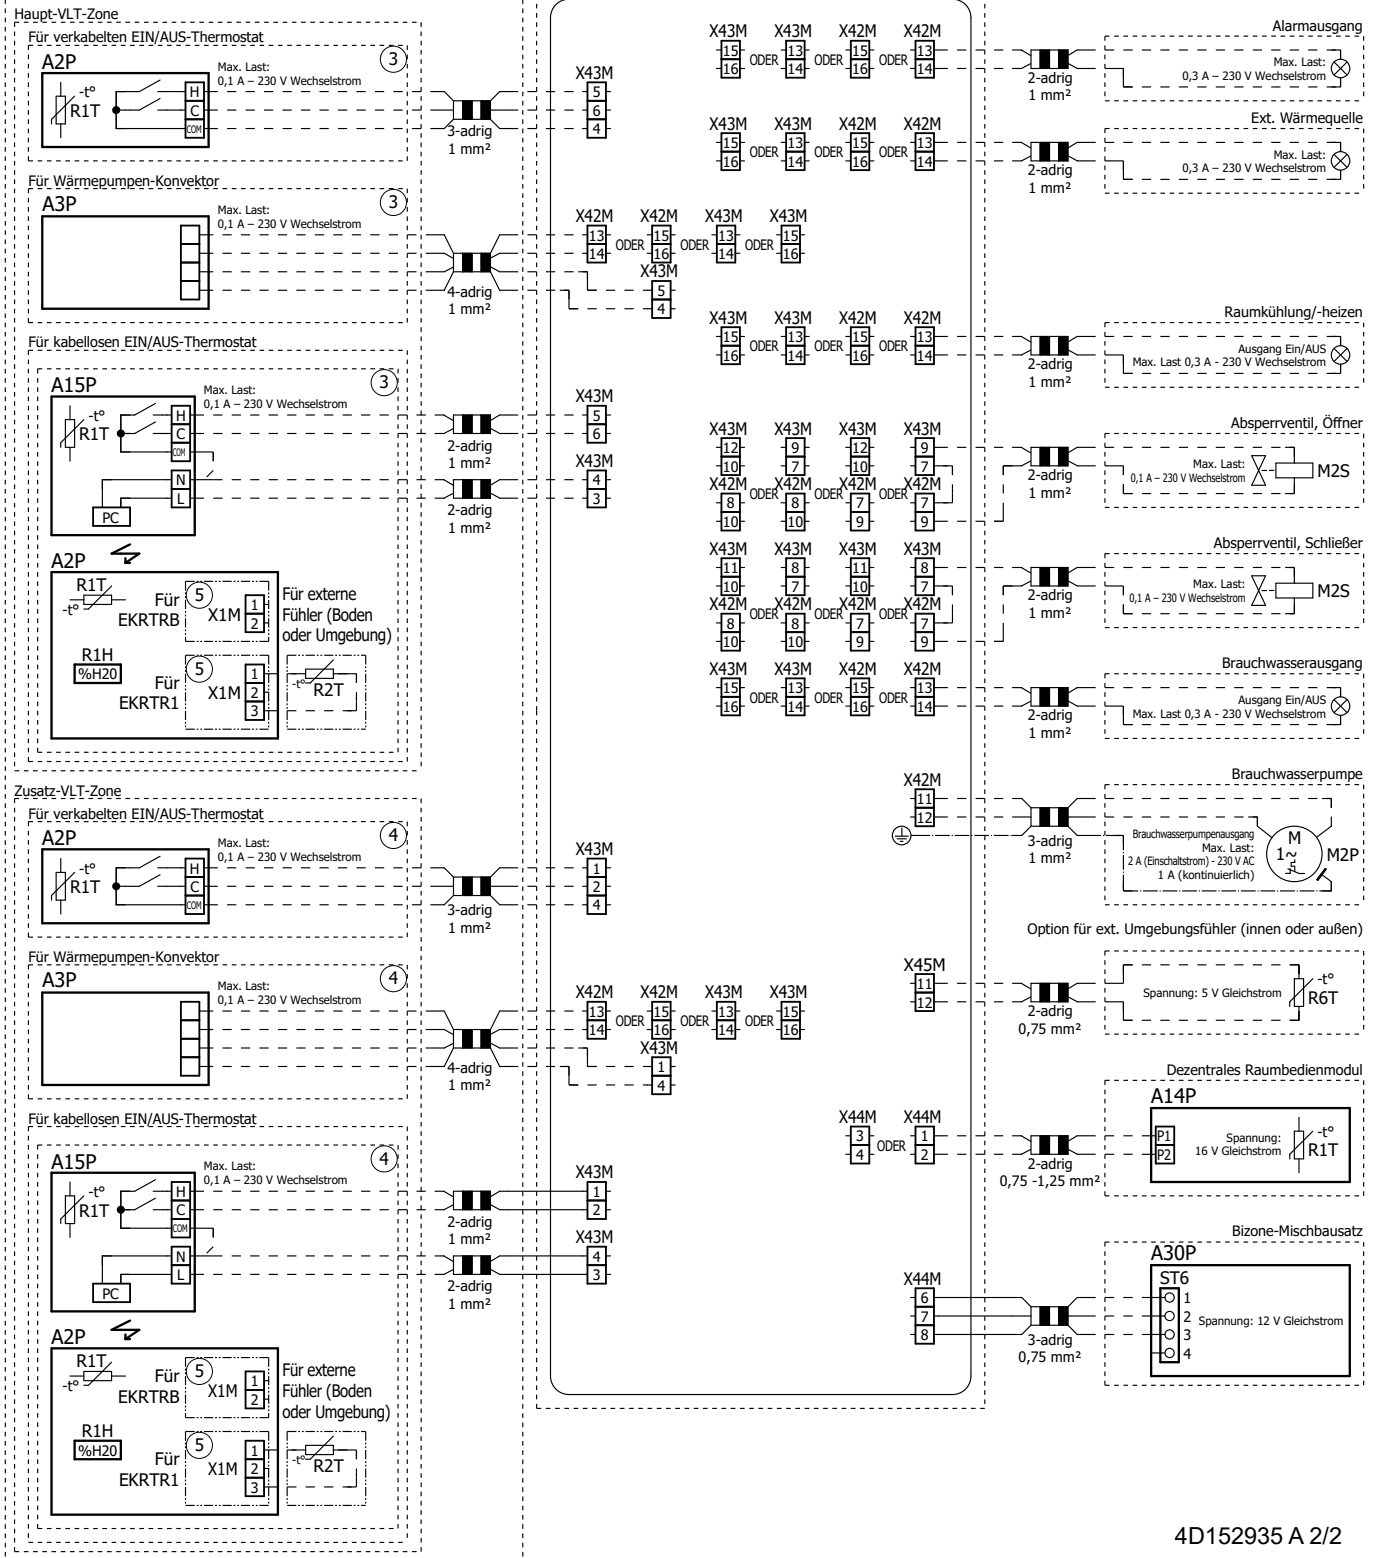 Haupt-VLT-Zone
Für verkabelten EIN/AUS-Thermostat
A2P
Max. Last:
0,1 A – 230 V Wechselstrom
3
-t°
R1T
H
C
COM
3-adrig
1 mm²
X43M
5
6
4
Für Wärmepumpen-Konvektor
A3P
Max. Last:
0,1 A – 230 V Wechselstrom
3
4-adrig
1 mm²
X42M X42M X43M X43M
13 ODER 15 ODER 13 ODER 15
14 16 14 16
X43M
5
4
Für kabellosen EIN/AUS-Thermostat
A15P
Max. Last:
0,1 A – 230 V Wechselstrom
3
-t°
R1T
H
C
COM
N
L
PC
2-adrig
1 mm²
2-adrig
1 mm²
X43M
5
6
X43M
4
3
A2P
R1T
-t°
Für
EKRTRB
5
X1M
1
2
Für externe
Fühler (Boden
oder Umgebung)
R1H
%H20
Für
EKRTR1
5
X1M
1
2
3
-t°
R2T
Zusatz-VLT-Zone
Für verkabelten EIN/AUS-Thermostat
A2P
Max. Last:
0,1 A – 230 V Wechselstrom
4
-t°
R1T
H
C
COM
3-adrig
1 mm²
X43M
1
2
4
Für Wärmepumpen-Konvektor
A3P
Max. Last:
0,1 A – 230 V Wechselstrom
4
4-adrig
1 mm²
X42M X42M X43M X43M
13 ODER 15 ODER 13 ODER 15
14 16 14 16
X43M
1
4
Für kabellosen EIN/AUS-Thermostat
A15P
Max. Last:
0,1 A – 230 V Wechselstrom
4
-t°
R1T
H
C
COM
N
L
PC
2-adrig
1 mm²
2-adrig
1 mm²
X43M
1
2
X43M
4
3
A2P
R1T
-t°
Für
EKRTRB
5
X1M
1
2
Für externe
Fühler (Boden
oder Umgebung)
R1H
%H20
Für
EKRTR1
5
X1M
1
2
3
-t°
R2T
X43M X43M X42M X42M
15 ODER 13 ODER 15 ODER 13
16 14 16 14
2-adrig
1 mm²
Alarmausgang
Max. Last:
0,3 A – 230 V Wechselstrom
X43M X43M X42M X42M
15 ODER 13 ODER 15 ODER 13
16 14 16 14
2-adrig
1 mm²
Ext. Wärmequelle
Max. Last:
0,3 A – 230 V Wechselstrom
X43M X43M X42M X42M
15 ODER 13 ODER 15 ODER 13
16 14 16 14
2-adrig
1 mm²
Raumkühlung/-heizen
Ausgang Ein/AUS
Max. Last 0,3 A - 230 V Wechselstrom
X43M X43M X43M X43M
12 9 12 9
10 7 10 7
X42M X42M X42M X42M
8 ODER 8 ODER 7 ODER 7
10 10 9 9
2-adrig
1 mm²
Absperrventil, Öffner
Max. Last:
0,1 A – 230 V Wechselstrom
M2S
X43M X43M X43M X43M
11 8 11 8
10 7 10 7
X42M X42M X42M X42M
8 ODER 8 ODER 7 ODER 7
10 10 9 9
2-adrig
1 mm²
Absperrventil, Schließer
Max. Last:
0,1 A – 230 V Wechselstrom
M2S
X43M X43M X42M X42M
15 ODER 13 ODER 15 ODER 13
16 14 16 14
2-adrig
1 mm²
Brauchwasserausgang
Ausgang Ein/AUS
Max. Last 0,3 A - 230 V Wechselstrom
X42M
11
12
3-adrig
1 mm²
Brauchwasserpumpe
Brauchwasserpumpenausgang
Max. Last:
2 A (Einschaltstrom) - 230 V AC
1 A (kontinuierlich)
M
1~
M2P
Option für ext. Umgebungsfühler (innen oder außen)
X45M
11
12
2-adrig
0,75 mm²
Spannung: 5 V Gleichstrom
-t°
R6T
Dezentrales Raumbedienmodul
X44M X44M
3 ODER 1
4 2
2-adrig
0,75 -1,25 mm²
A14P
P1
P2
Spannung:
16 V Gleichstrom
-t°
R1T
Bizone-Mischbausatz
X44M
6
7
8
3-adrig
0,75 mm²
A30P
ST6
1
2
3
4
Spannung: 12 V Gleichstrom
4D152935 A 2/2